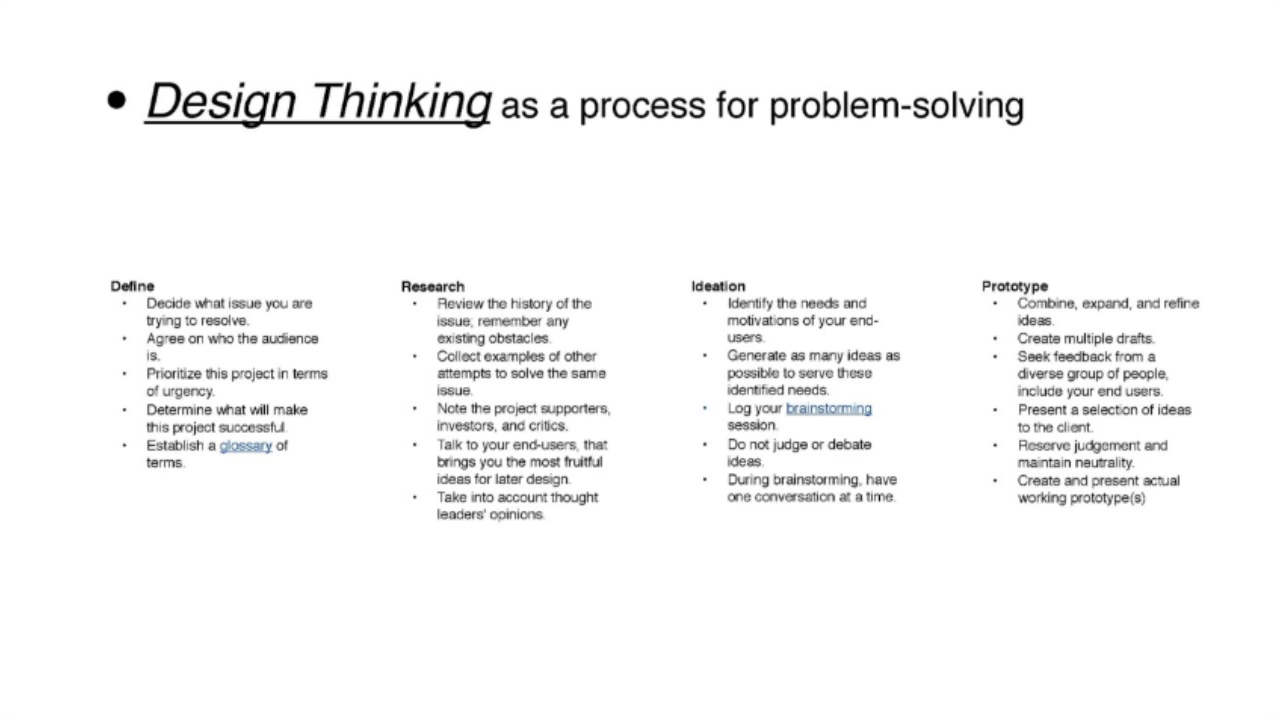 • Design Thinking as a process for problem-solving
Define
• Decide what issue you are
trying to resolve.
• Agree on who the audience
is.
• Prioritize this project in terms
of urgency.
• Determine what will make
this project successful.
• Establish a glossary of
terms.
Research
• Review the history of the
issue; remember any
existing obstacles.
• Collect examples of other
attempts to solve the same
issue.
• Note the project supporters,
investors, and critics.
• Talk to your end-users, that
brings you the most fruitful
ideas for later design.
• Take into account thought
leaders' opinions.
Ideation
• Identify the needs and
motivations of your end-
users.
• Generate as many ideas as
possible to serve these
identified needs.
• Log your brainstorming
session.
• Do not judge or debate
ideas.
• During brainstorming, have
one conversation at a time.
Prototype
• Combine, expand, and refine
ideas.
• Create multiple drafts.
• Seek feedback from a
diverse group of people,
include your end users.
• Present a selection of ideas
to the client.
• Reserve judgement and
maintain neutrality.
• Create and present actual
working prototype(s)